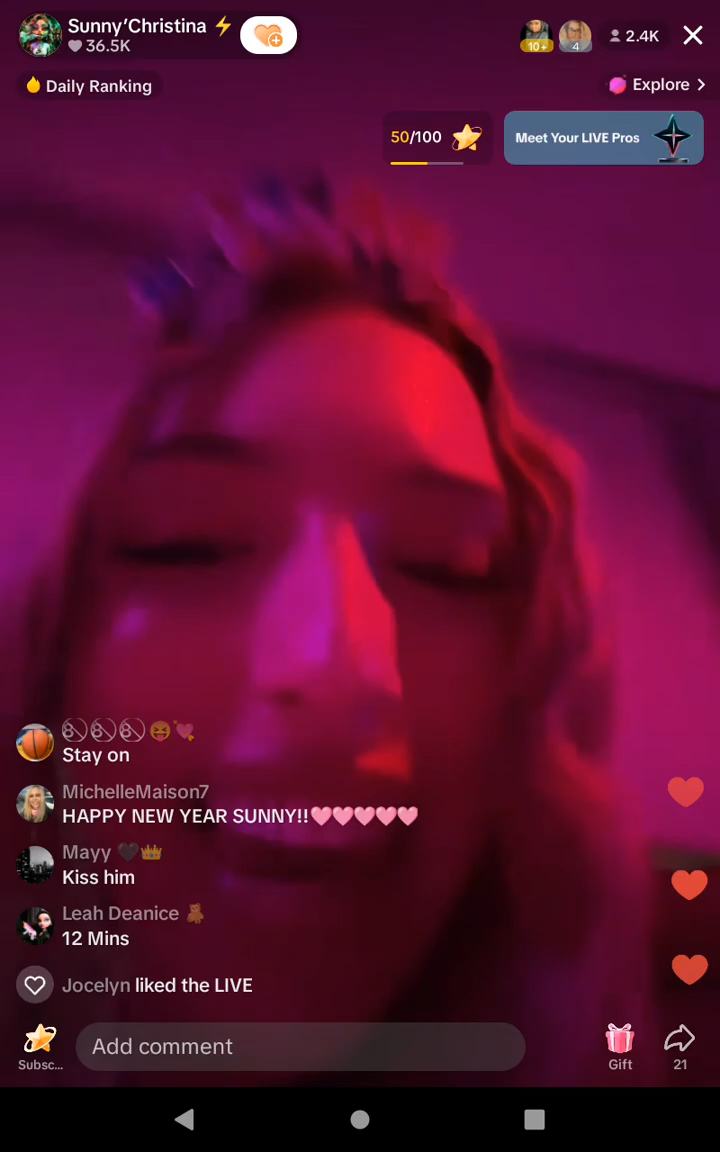 Sunny'Christina ⚡
36.5K
10+
4
2.4K
Daily Ranking
Explore
50/100
Meet Your LIVE Pros
Stay on
MichelleMaison7
HAPPY NEW YEAR SUNNY!!🩷🩷🩷🩷🩷
Mayy 🖤👑
Kiss him
Leah Deanice 🧸
12 Mins
Jocelyn liked the LIVE
Add comment
Subsc...
Gift
21